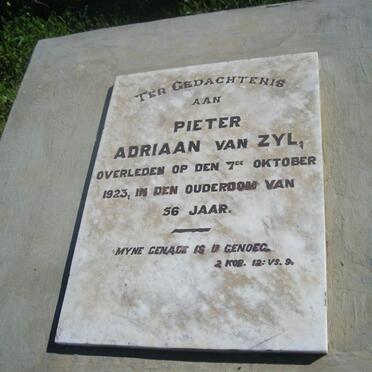 TER GEDACHTENIS
AAN
PIETER
ADRIAAN VAN ZYL,
OVERLEDEN OP DEN 7DE OKTOBER
1923, IN DEN OUDERDOM VAN
56 JAAR.
MYNE GENADE IS U GENOEG.
2 KOR. 12: VS. 9.